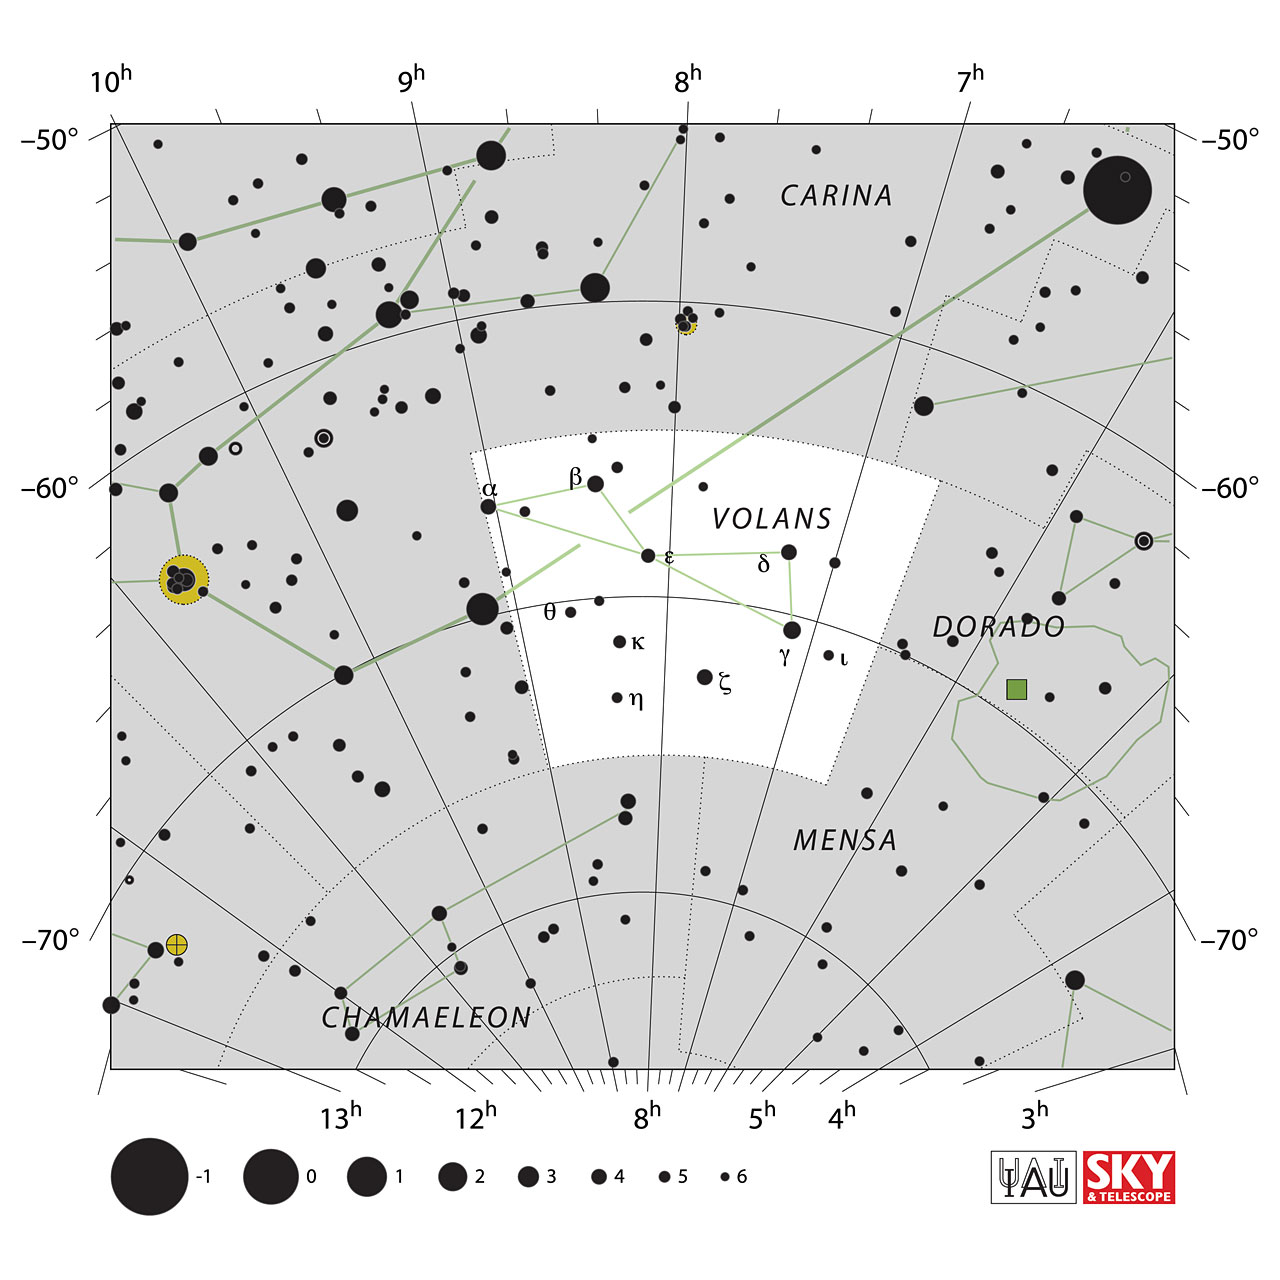 10h 9h 8h 7h
–50° –50°
CARINA
–60° –60°
α β
VOLANS
ε δ
θ
DORADO
κ γ ι
ζ
η
MENSA
–70° –70°
CHAMAELEON
13h 12h 8h 5h 4h 3h
-1 0 1 2 3 4 5 6
IAU
SKY
& TELESCOPE